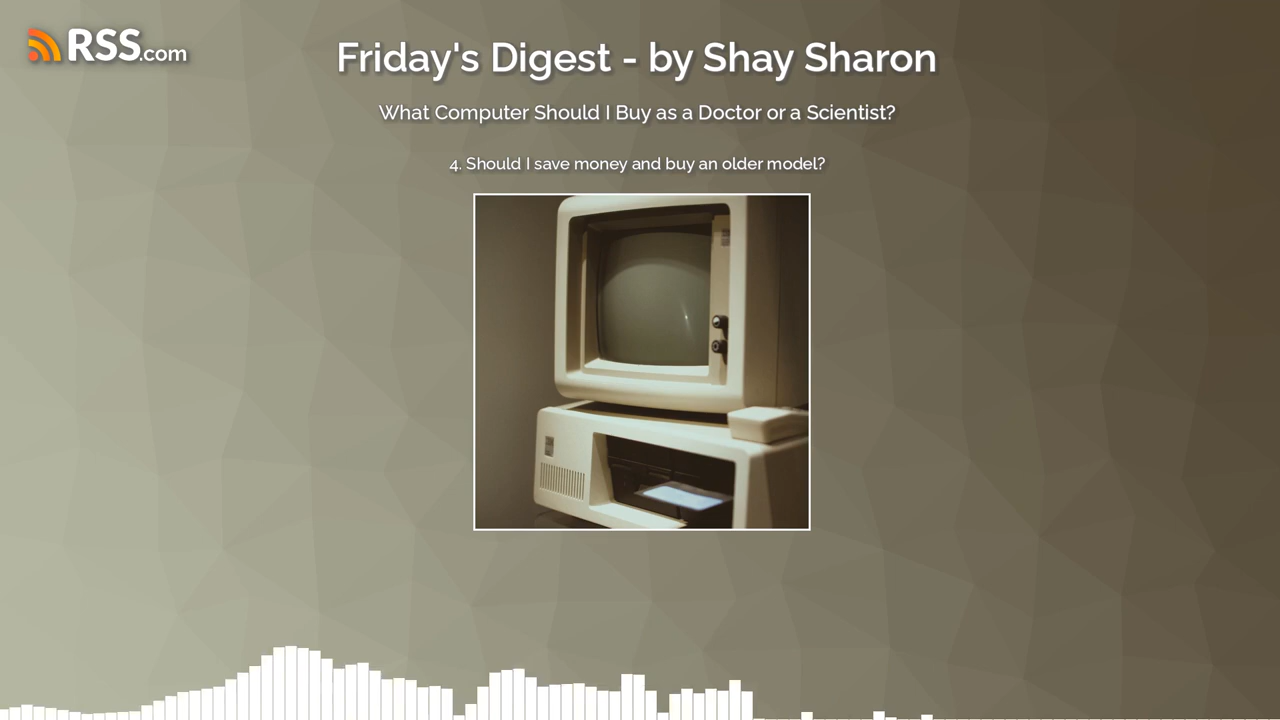 RSS.com
Friday's Digest - by Shay Sharon
What Computer Should I Buy as a Doctor or a Scientist?
4. Should I save money and buy an older model?